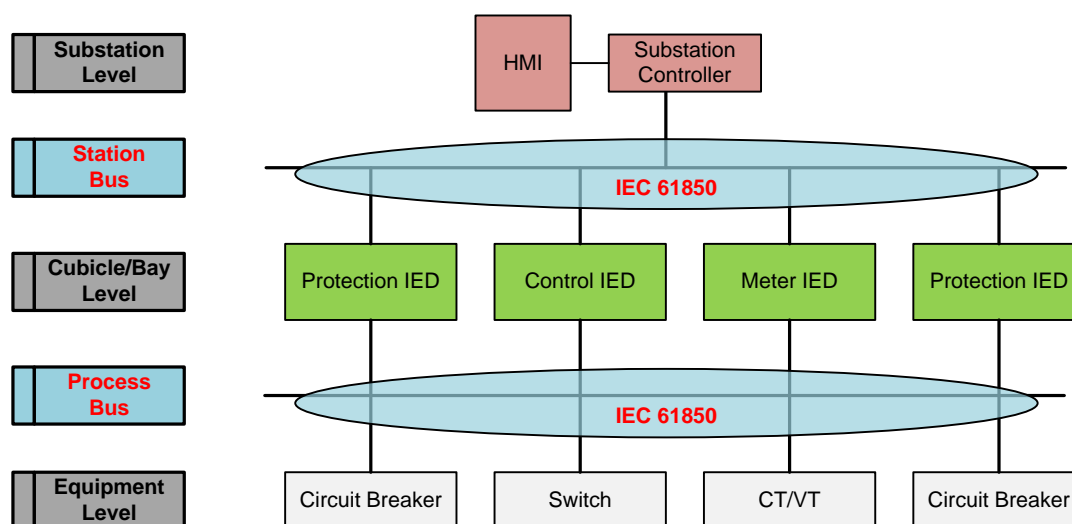 Substation
Level
HMI
Substation
Controller
Station
Bus
IEC 61850
Cubicle/Bay
Level
Protection IED
Control IED
Meter IED
Protection IED
Process
Bus
IEC 61850
Equipment
Level
Circuit Breaker
Switch
CT/VT
Circuit Breaker